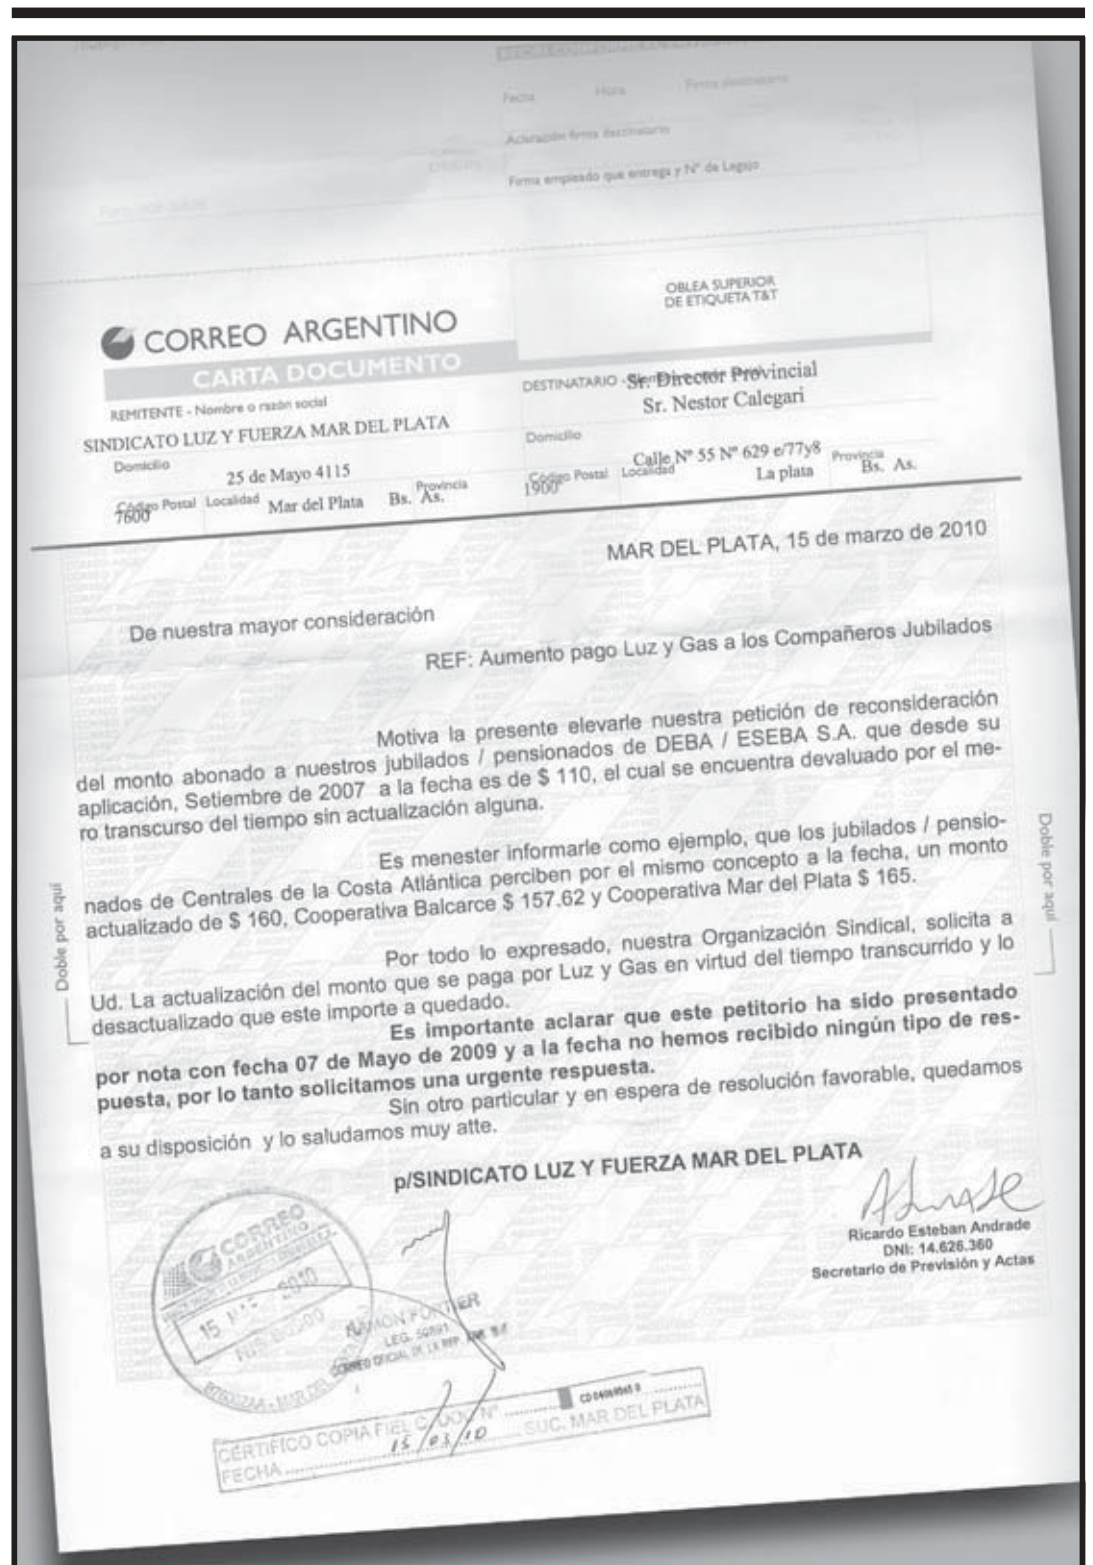 Fecha Hora Firma destinatario
Aclaración firma destinatario
Firma empleado que entrega y Nº de Legajo
OBLEA SUPERIOR
DE ETIQUETA T&T
CORREO ARGENTINO
CARTA DOCUMENTO
REMITENTE - Nombre o razón social
SINDICATO LUZ Y FUERZA MAR DEL PLATA
Domicilio
25 de Mayo 4115
Código Postal Localidad Provincia
7600 Mar del Plata Bs. As.
DESTINATARIO - Sr. Director Provincial
Sr. Nestor Calegari
Domicilio
Calle Nº 55 Nº 629 e/77y8
Código Postal Localidad Provincia
1900 La plata Bs. As.
MAR DEL PLATA, 15 de marzo de 2010
De nuestra mayor consideración
REF: Aumento pago Luz y Gas a los Compañeros Jubilados
Motiva la presente elevarle nuestra petición de reconsideración
del monto abonado a nuestros jubilados / pensionados de DEBA / ESEBA S.A. que desde su
aplicación, Setiembre de 2007 a la fecha es de $ 110, el cual se encuentra devaluado por el me-
ro transcurso del tiempo sin actualización alguna.
Es menester informarle como ejemplo, que los jubilados / pensio-
nados de Centrales de la Costa Atlántica perciben por el mismo concepto a la fecha, un monto
actualizado de $ 160, Cooperativa Balcarce $ 157.62 y Cooperativa Mar del Plata $ 165.
Por todo lo expresado, nuestra Organización Sindical, solicita a
Ud. La actualización del monto que se paga por Luz y Gas en virtud del tiempo transcurrido y lo
desactualizado que este importe a quedado.
Es importante aclarar que este petitorio ha sido presentado
por nota con fecha 07 de Mayo de 2009 y a la fecha no hemos recibido ningún tipo de res-
puesta, por lo tanto solicitamos una urgente respuesta.
Sin otro particular y en espera de resolución favorable, quedamos
a su disposición y lo saludamos muy atte.
Doble por aquí
Doble por aquí
p/SINDICATO LUZ Y FUERZA MAR DEL PLATA
Ricardo Esteban Andrade
DNI: 14.626.360
Secretario de Previsión y Actas
CORREO
ARGENTINO
15 2010
MAR DEL
LEG. 50891
CORREO OFICIAL DE LA REP.
CERTIFICO COPIA FIEL C/DOC Nº
FECHA 15/03/10 SUC. MAR DEL PLATA